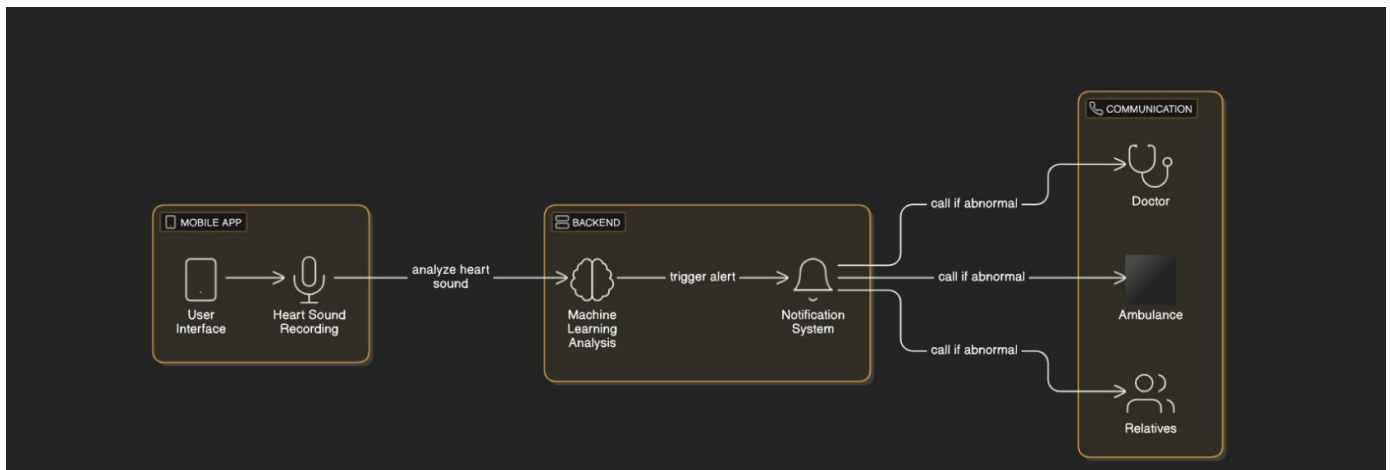 COMMUNICATION
Doctor
call if abnormal
MOBILE APP
User
Interface
Heart Sound
Recording
analyze heart
sound
BACKEND
Machine
Learning
Analysis
trigger alert
Notification
System
call if abnormal
Ambulance
call if abnormal
Relatives